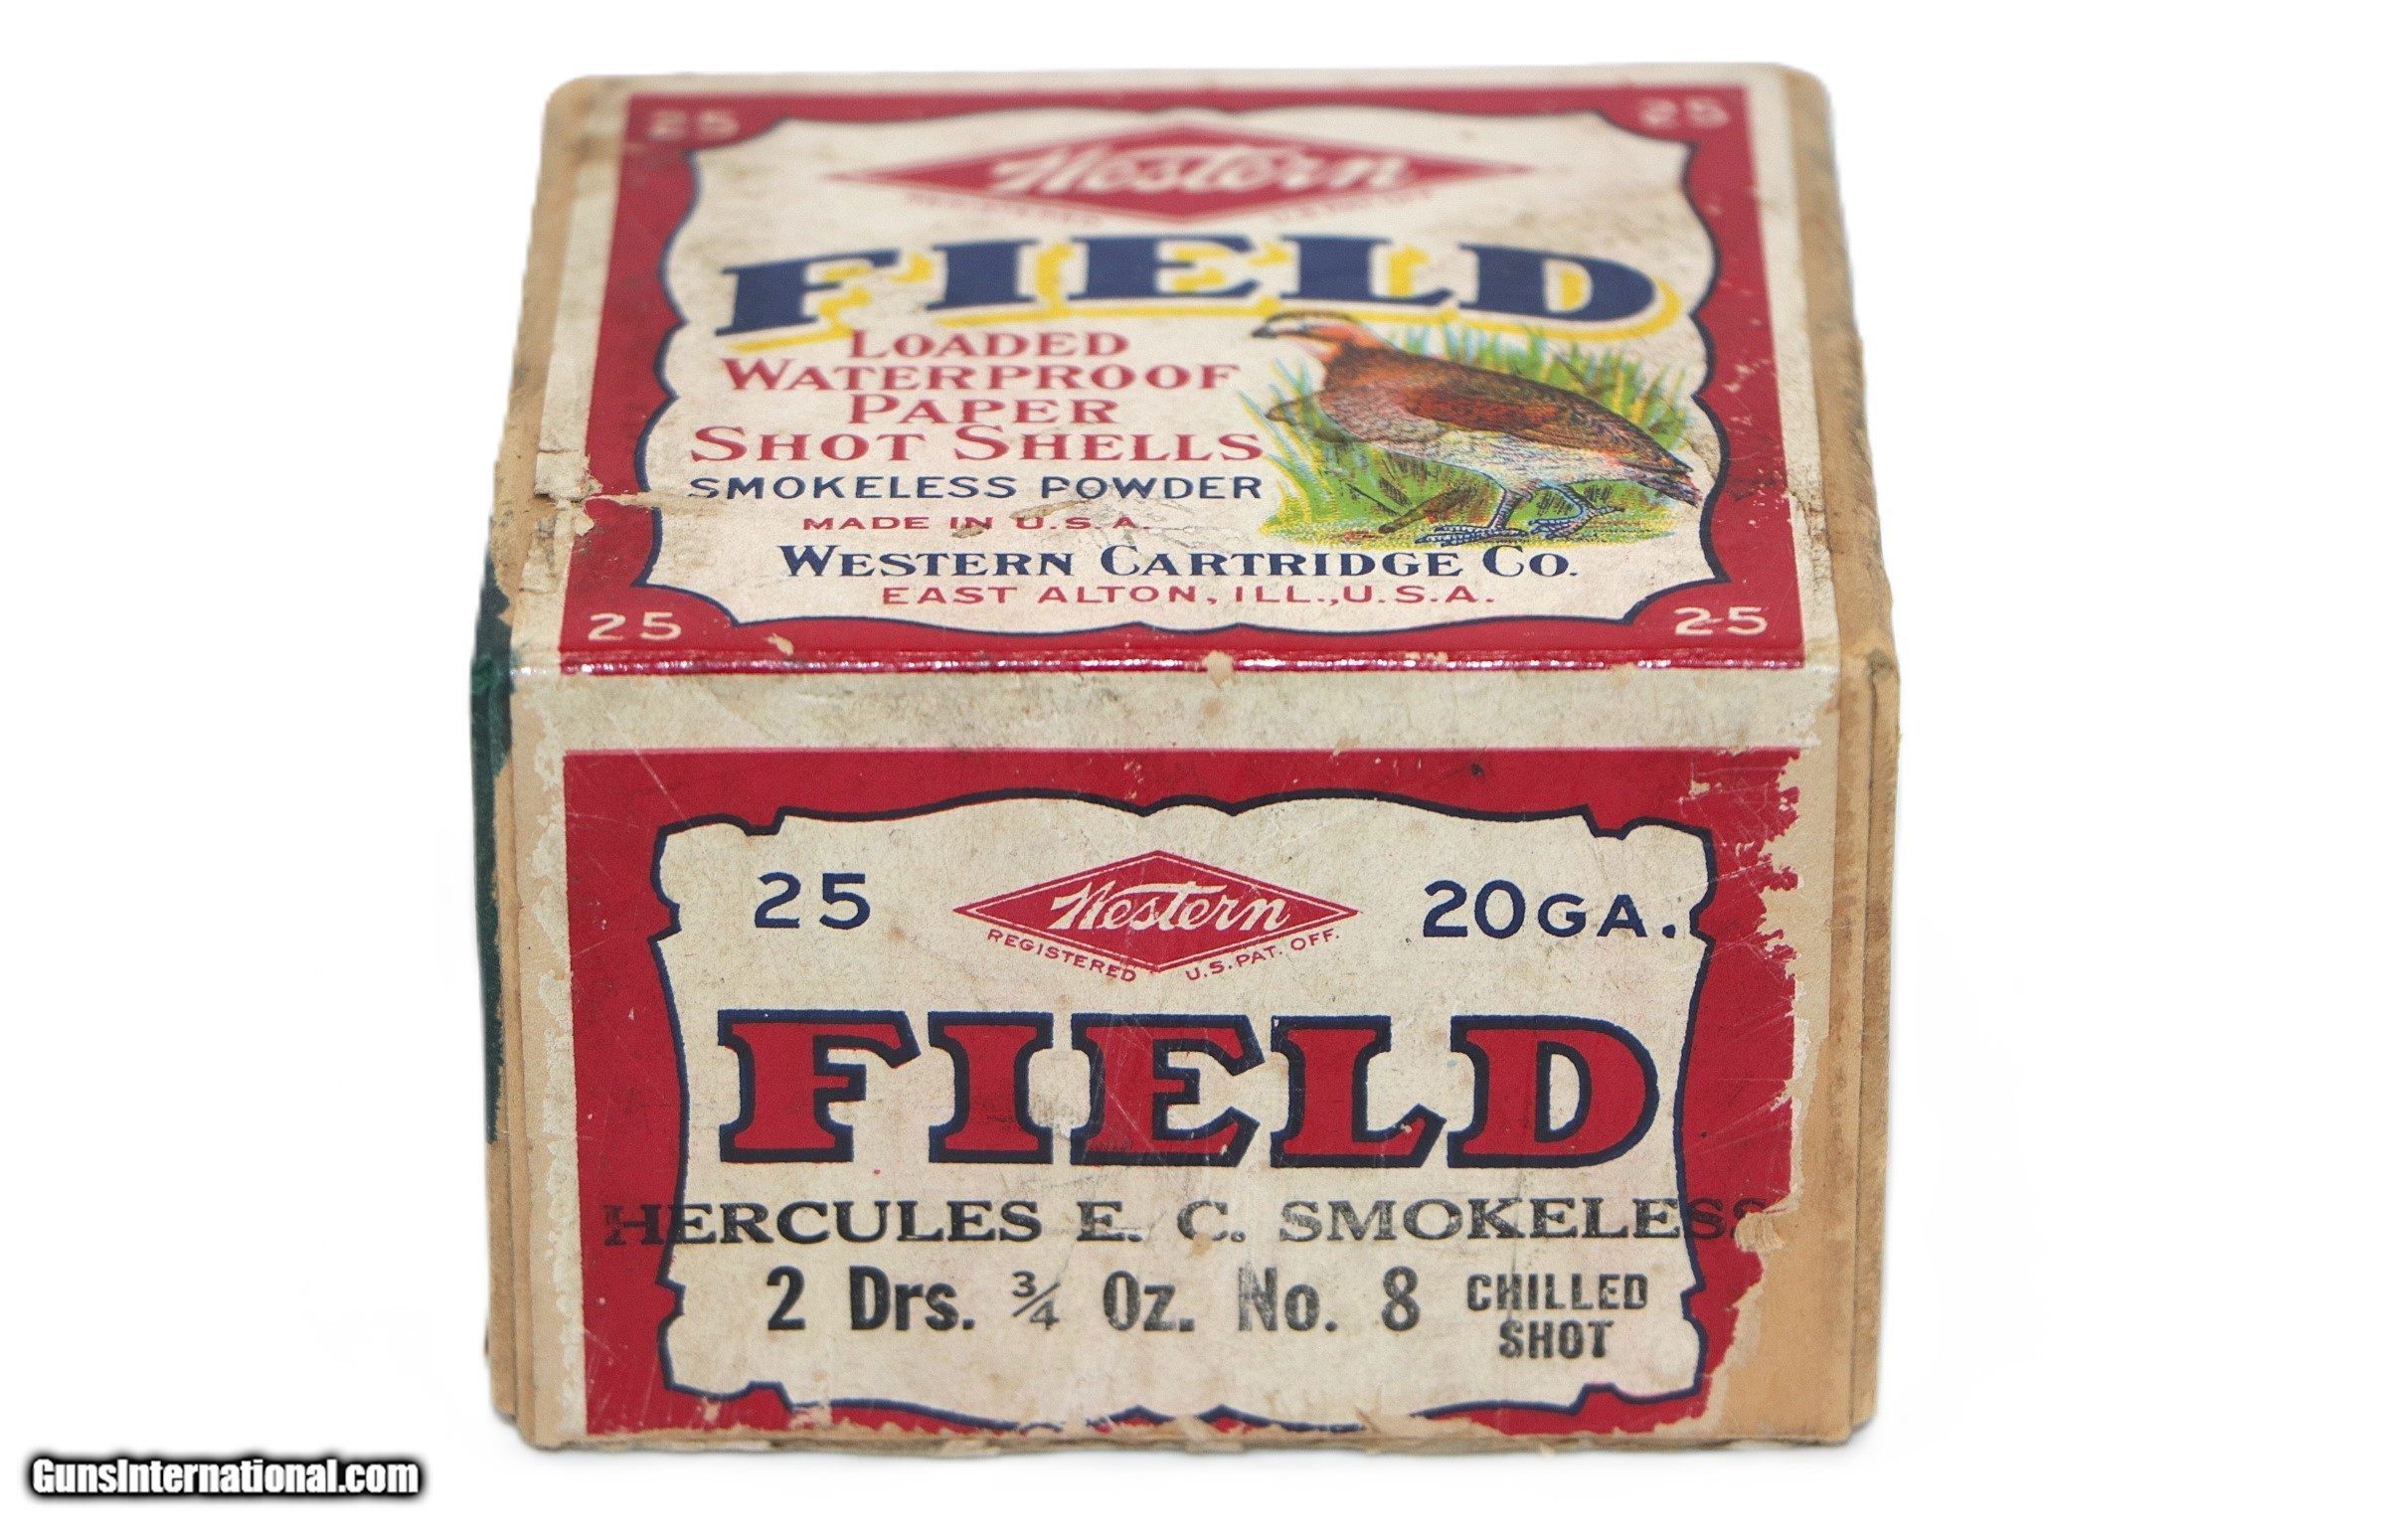 25 25
Western
FIELD
LOADED
WATERPROOF
PAPER
SHOT SHELLS
SMOKELESS POWDER
MADE IN U.S.A.
WESTERN CARTRIDGE CO.
EAST ALTON, ILL., U.S.A.
25 25
25 Western 20 GA.
REGISTERED U.S. PAT. OFF.
FIELD
HERCULES E. C. SMOKELESS
2 Drs. ¾ Oz. No. 8 CHILLED
SHOT
GunsInternational.com